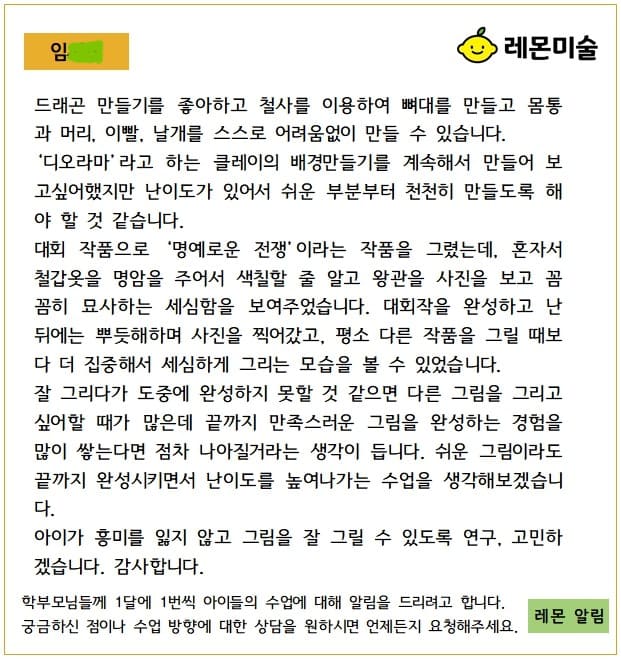 임
레몬미술
드래곤 만들기를 좋아하고 철사를 이용하여 뼈대를 만들고 몸통
과 머리, 이빨, 날개를 스스로 어려움없이 만들 수 있습니다.
‘디오라마’라고 하는 클레이의 배경만들기를 계속해서 만들어 보
고싶어했지만 난이도가 있어서 쉬운 부분부터 천천히 만들도록 해
야 할 것 같습니다.
대회 작품으로 ‘명예로운 전쟁’이라는 작품을 그렸는데, 혼자서
철갑옷을 명암을 주어서 색칠할 줄 알고 왕관을 사진을 보고 꼼
꼼히 묘사하는 세심함을 보여주었습니다. 대회작을 완성하고 난
뒤에는 뿌듯해하며 사진을 찍어갔고, 평소 다른 작품을 그릴 때보
다 더 집중해서 세심하게 그리는 모습을 볼 수 있었습니다.
잘 그리다가 도중에 완성하지 못할 것 같으면 다른 그림을 그리고
싶어할 때가 많은데 끝까지 만족스러운 그림을 완성하는 경험을
많이 쌓는다면 점차 나아질거라는 생각이 듭니다. 쉬운 그림이라도
끝까지 완성시키면서 난이도를 높여나가는 수업을 생각해보겠습니
다.
아이가 흥미를 잃지 않고 그림을 잘 그릴 수 있도록 연구, 고민하
겠습니다. 감사합니다.
학부모님들께 1달에 1번씩 아이들의 수업에 대해 알림을 드리려고 합니다.
궁금하신 점이나 수업 방향에 대한 상담을 원하시면 언제든지 요청해주세요.
레몬 알림